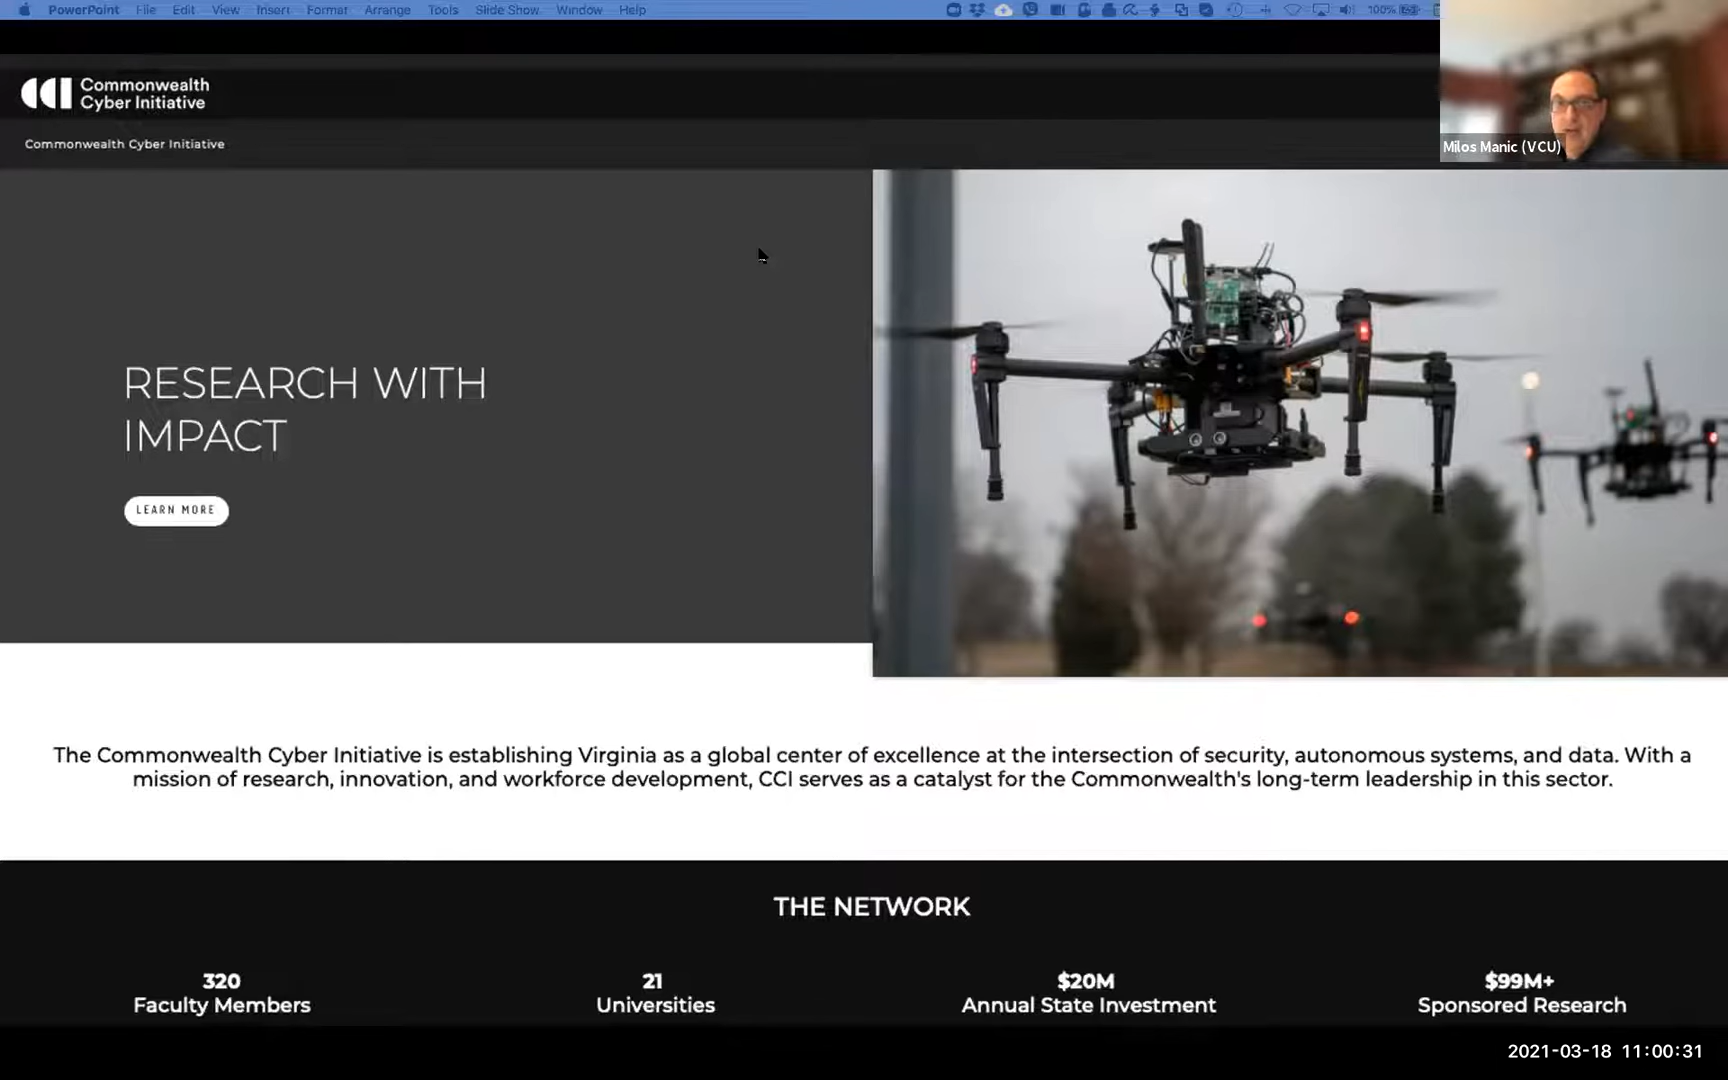 PowerPoint File Edit View Insert Format Arrange Tools Slide Show Window Help 100%
Commonwealth
Cyber Initiative
Commonwealth Cyber Initiative
Milos Manic (VCU)
RESEARCH WITH
IMPACT
LEARN MORE
The Commonwealth Cyber Initiative is establishing Virginia as a global center of excellence at the intersection of security, autonomous systems, and data. With a
mission of research, innovation, and workforce development, CCI serves as a catalyst for the Commonwealth's long-term leadership in this sector.
THE NETWORK
320 21 $20M $99M+
Faculty Members Universities Annual State Investment Sponsored Research
2021-03-18 11:00:31